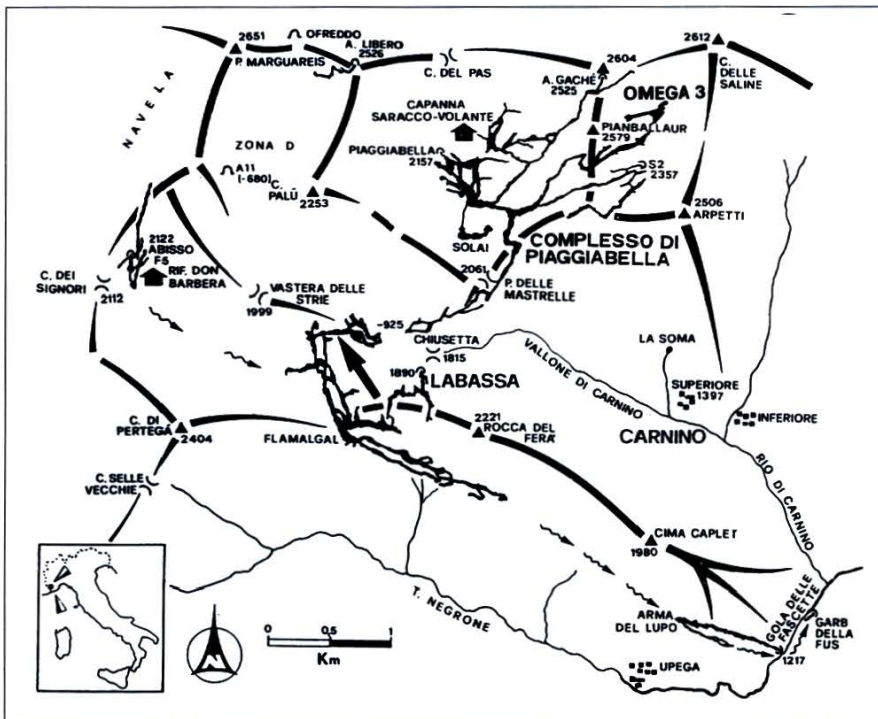 2651
OFREDDO
P. MARGUAREIS
A. LIBERO
2526
C. DEL PAS
2604
A. GACHÉ
2525
2612
C. DELLE
SALINE
OMEGA 3
NAVELA
CAPANNA
SARACCO-VOLANTE
PIANBALLAUR
2579
ZONA D
PIAGGIABELLA
2157
S2
2357
A11
(-680)
C.
PALÙ
2253
2506
ARPETTI
SOLAI
COMPLESSO DI
PIAGGIABELLA
2122
ABISSO
F5
RIF. DON
BARBERA
C. DEI
SIGNORI
2112
2061
P. DELLE
MASTRELLE
VASTERA DELLE
STRIE
1999
-925
CHIUSETTA
1815
1890
LABASSA
VALLONE DI CARNINO
LA SOMA
SUPERIORE
1397
INFERIORE
CARNINO
C. DI
PERTEGÀ
2404
FLAMALGAL
2221
ROCCA DEL
FERÀ
RIO DI CARNINO
C. SELLE
VECCHIE
CIMA CAPLET
1980
T. NEGRONE
ARMA
DEL LUPO
GOLA DELLE
FASCETTE
GARB
DELLA
FUS
1217
UPEGA
0 0,5 1
Km